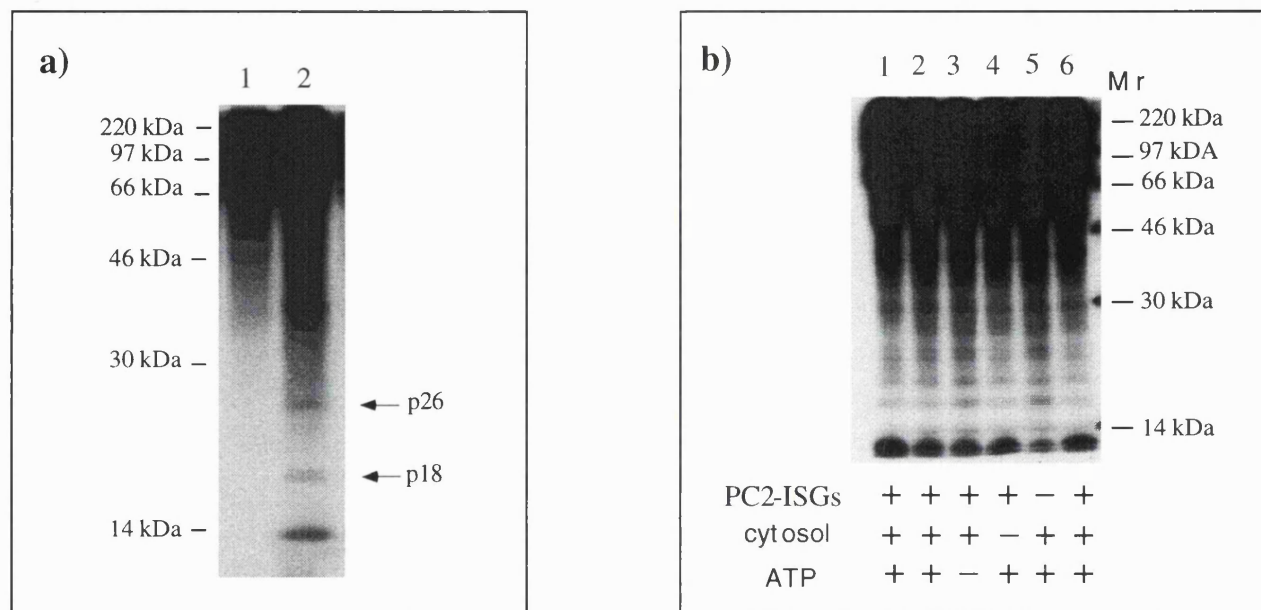 a)
1 2
220 kDa –
97 kDa –
66 kDa –
46 kDa –
30 kDa –
14 kDa –
p26
p18
b)
1 2 3 4 5 6
Mr
– 220 kDa
– 97 kDA
– 66 kDa
– 46 kDa
– 30 kDa
– 14 kDa
PC2-ISGs + + + + – +
cytosol + + + – + +
ATP + + – + + +